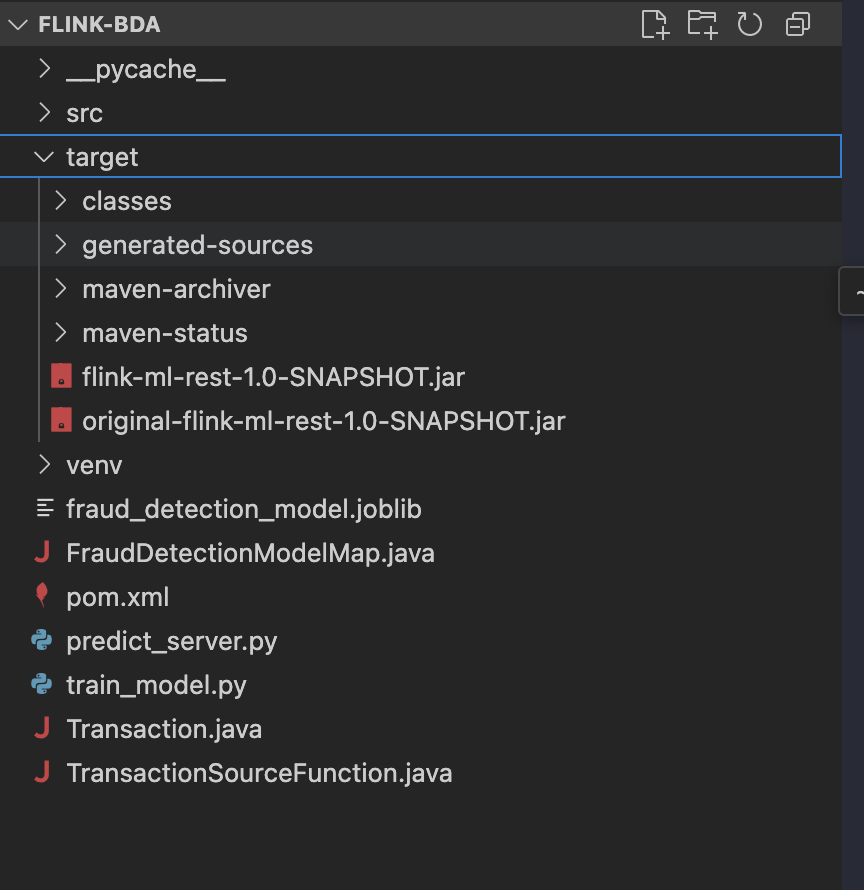 FLINK-BDA
__pycache__
src
target
classes
generated-sources
maven-archiver
maven-status
flink-ml-rest-1.0-SNAPSHOT.jar
original-flink-ml-rest-1.0-SNAPSHOT.jar
venv
fraud_detection_model.joblib
FraudDetectionModelMap.java
pom.xml
predict_server.py
train_model.py
Transaction.java
TransactionSourceFunction.java